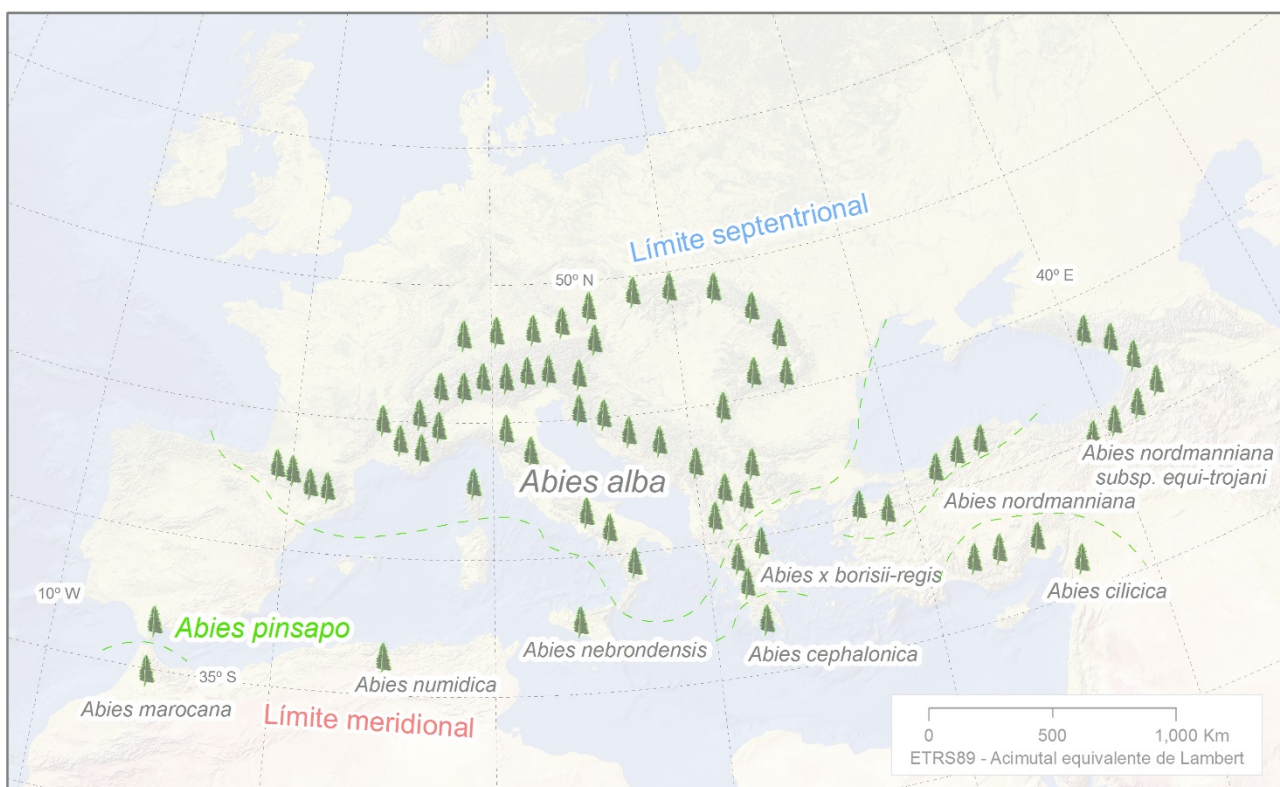 Límite septentrional
50º N
40º E
Abies alba
Abies nordmanniana
subsp. equi-trojani
Abies nordmanniana
10º W
Abies x borisii-regis
Abies cilicica
Abies pinsapo
Abies nebrondensis
Abies cephalonica
35º S
Abies numidica
Abies marocana
Límite meridional
0 500 1,000 Km
ETRS89 - Acimutal equivalente de Lambert